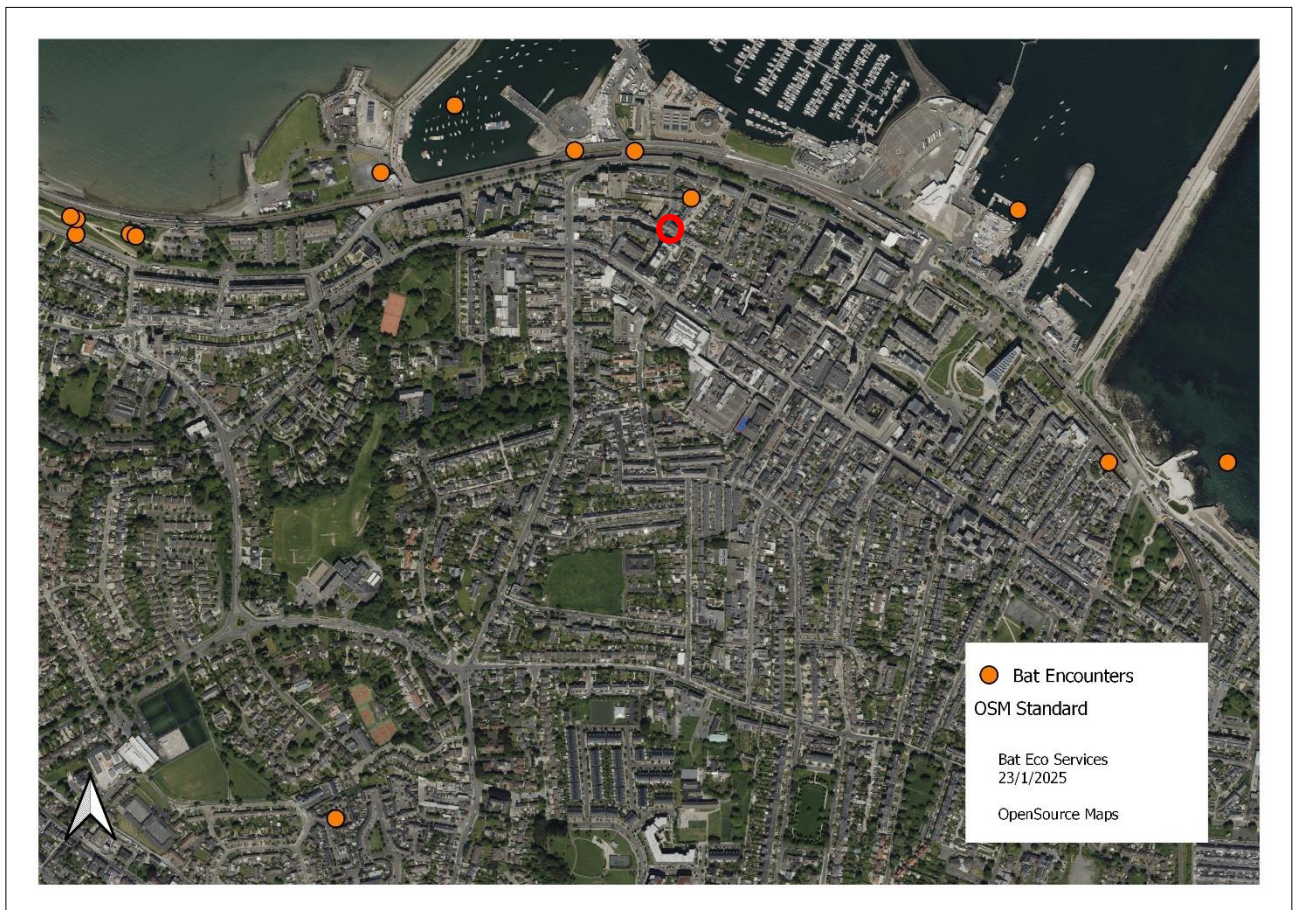 Bat Encounters
OSM Standard
Bat Eco Services
23/1/2025
OpenSource Maps